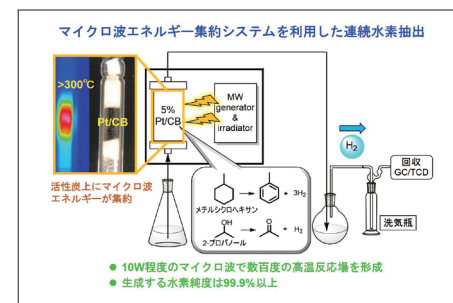 マイクロ波エネルギー集約システムを利用した連続水素抽出
>300℃
Pt/CB
5%
Pt/CB
MW
generator
&
irradiator
活性炭上にマイクロ波
エネルギーが集約
H2
回収
GC/TCD
洗気瓶
+ 3H2
メチルシクロヘキサン
OH
O
+ H2
2-プロパノール
● 10W程度のマイクロ波で数百度の高温反応場を形成
● 生成する水素純度は99.9%以上